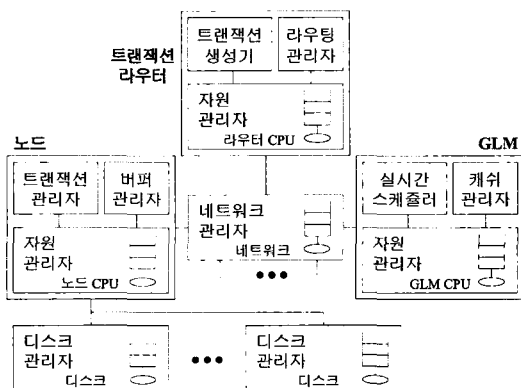 트랜잭션
라우터
트랜잭션
생성기
라우팅
관리자
자원
관리자
라우터 CPU
노드
트랜잭션
관리자
버퍼
관리자
자원
관리자
노드 CPU
네트워크
관리자
네트워크
GLM
실시간
스케쥴러
캐쉬
관리자
자원
관리자
GLM CPU
디스크
관리자
디스크
디스크
관리자
디스크